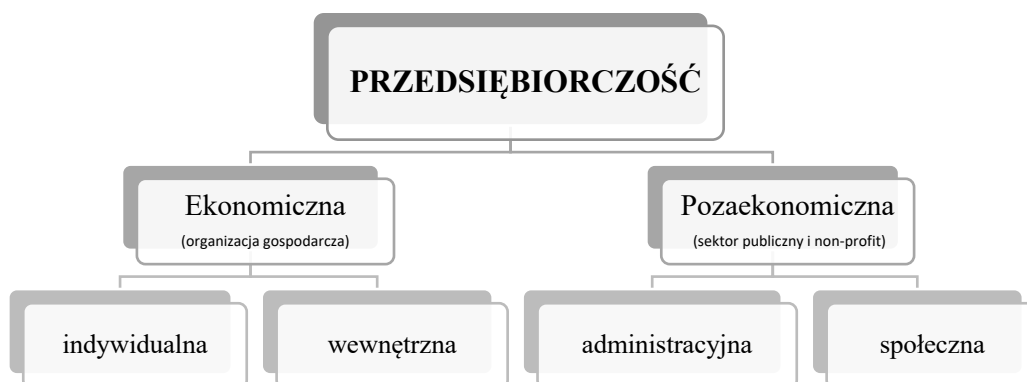 PRZEDSIĘBIORCZOŚĆ
Ekonomiczna
(organizacja gospodarcza)
Pozaekonomiczna
(sektor publiczny i non-profit)
indywidualna
wewnętrzna
administracyjna
społeczna